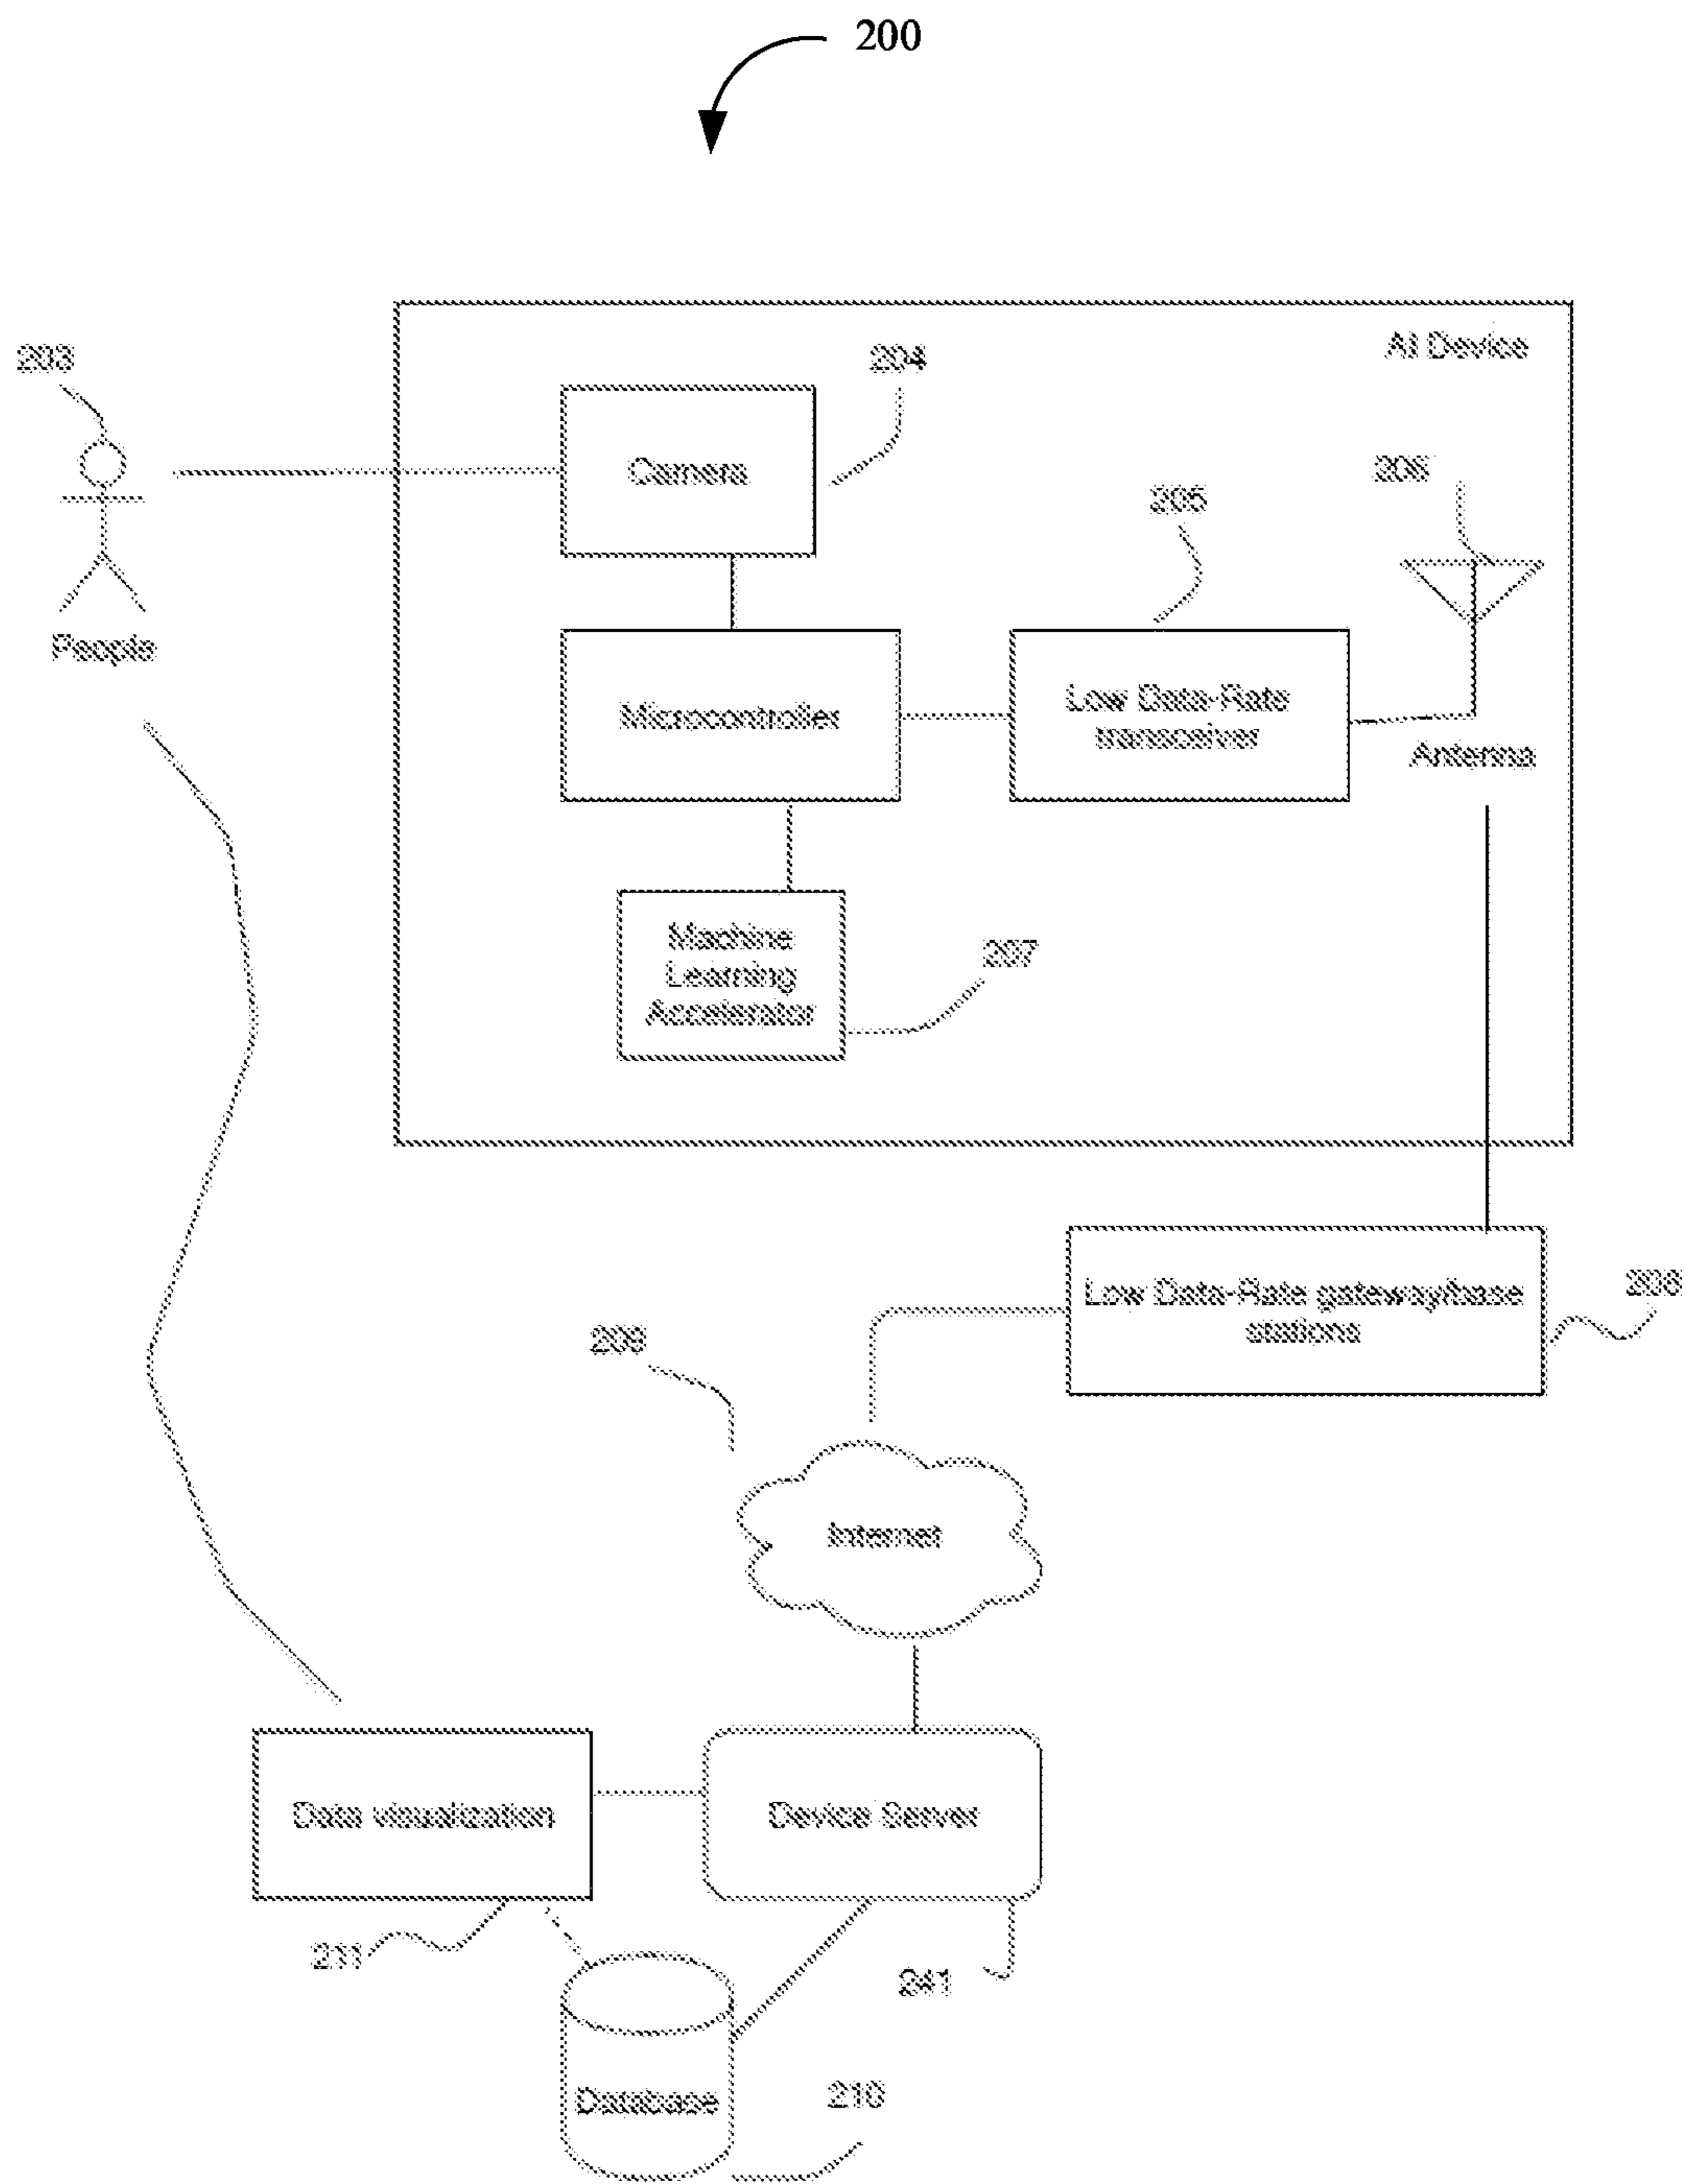 200
AI Device
203
204
Camera
206
205
People
Microcontroller
Low Data-Rate
transceiver
Antenna
Machine
Learning
Accelerator
207
Low Data-Rate gateway/base
stations
208
209
Internet
Data visualization
Device Server
211
241
Database
210